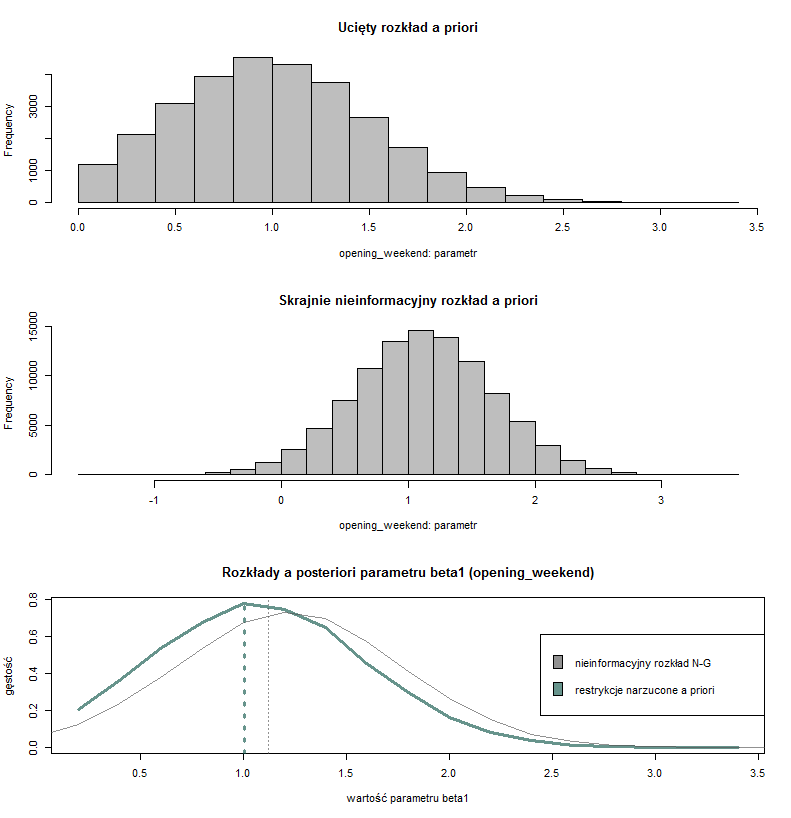 Ucięty rozkład a priori
Frequency
0 1000 3000
0.0 0.5 1.0 1.5 2.0 2.5 3.0 3.5
opening_weekend: parametr
Skrajnie nieinformacyjny rozkład a priori
Frequency
0 5000 10000 15000
-1 0 1 2 3
opening_weekend: parametr
Rozkłady a posteriori parametru beta1 (opening_weekend)
gęstość
0.0 0.2 0.4 0.6 0.8
nieinformacyjny rozkład N-G
restrykcje narzucone a priori
0.5 1.0 1.5 2.0 2.5 3.0 3.5
wartość parametru beta1